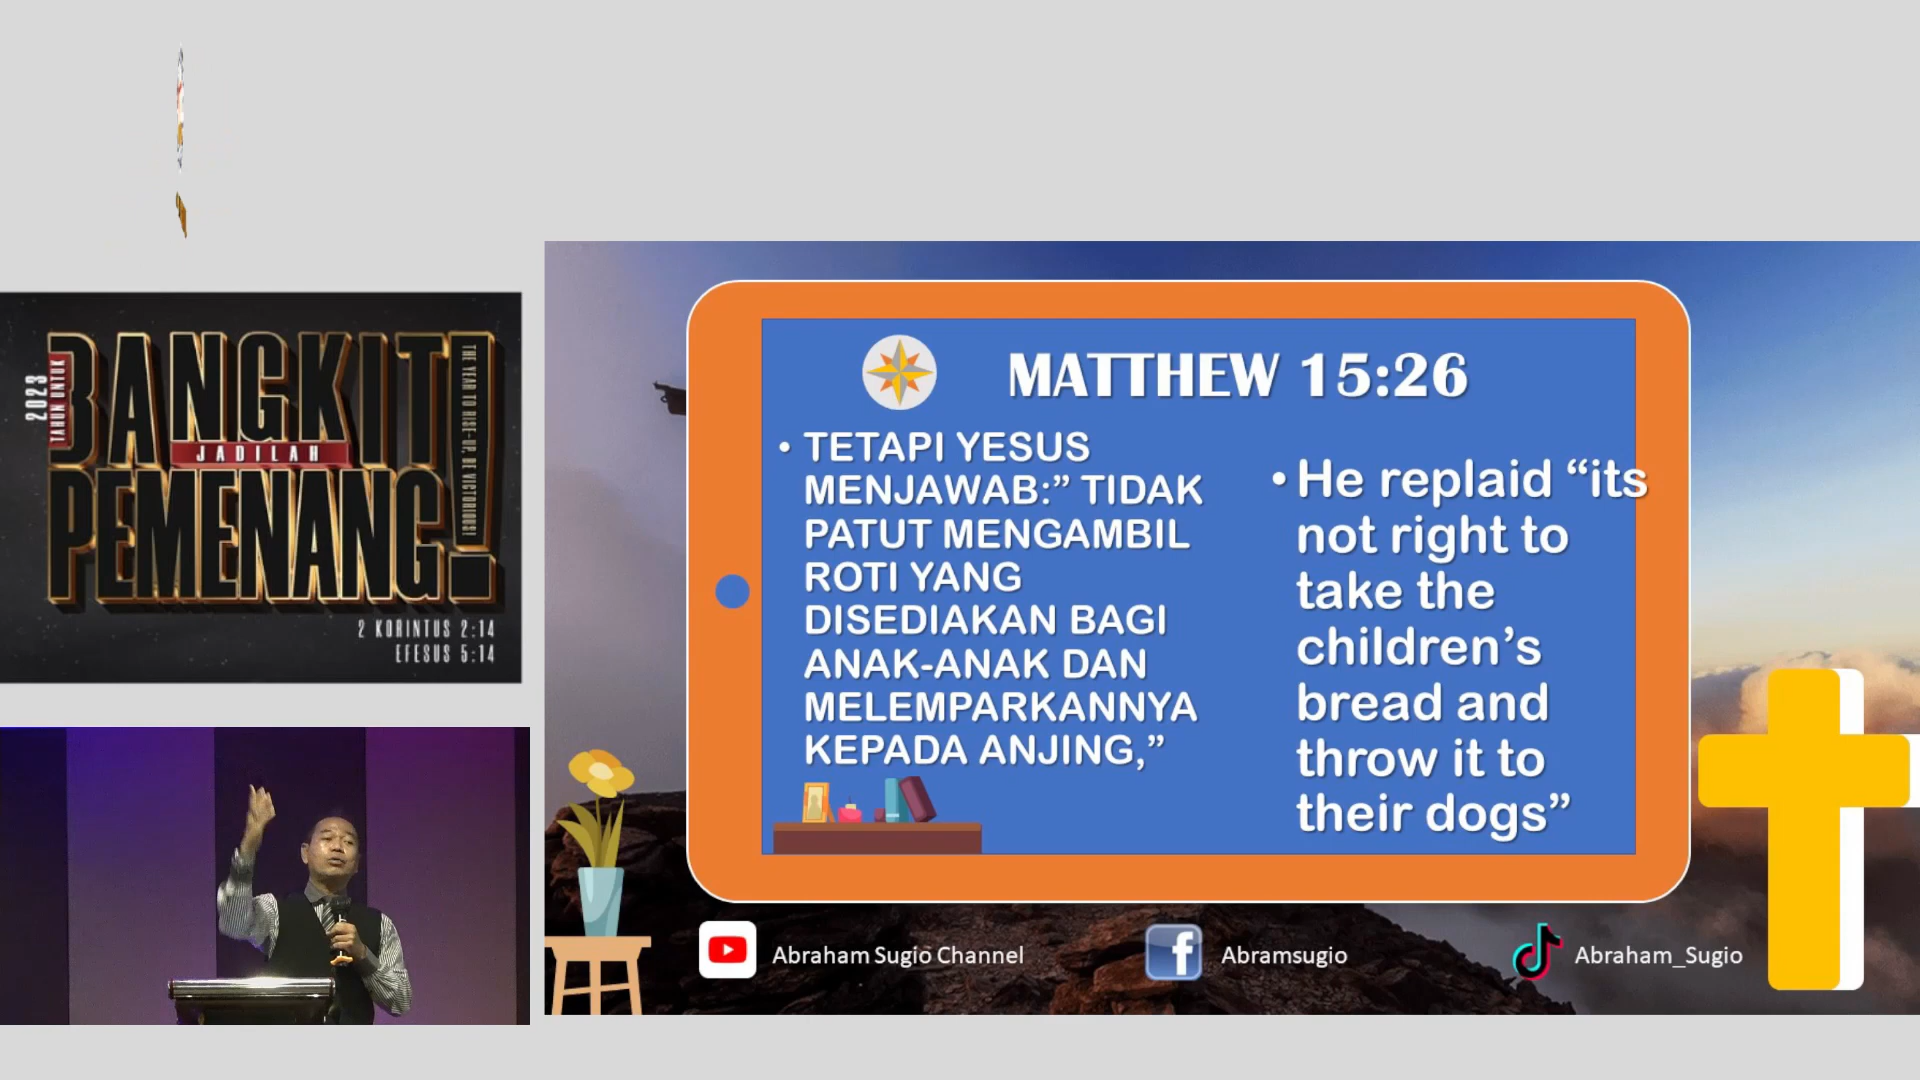 2023
TAHUN UNTUK
BANGKIT!
JADILAH
PEMENANG
THE YEAR TO RISE-UP, BE VICTORIOUS!
2 KORINTUS 2:14
EFESUS 5:14
MATTHEW 15:26
• TETAPI YESUS
MENJAWAB:” TIDAK
PATUT MENGAMBIL
ROTI YANG
DISEDIAKAN BAGI
ANAK-ANAK DAN
MELEMPARKANNYA
KEPADA ANJING,”
• He replaid “its
not right to
take the
children’s
bread and
throw it to
their dogs”
Abraham Sugio Channel
Abramsugio
Abraham_Sugio